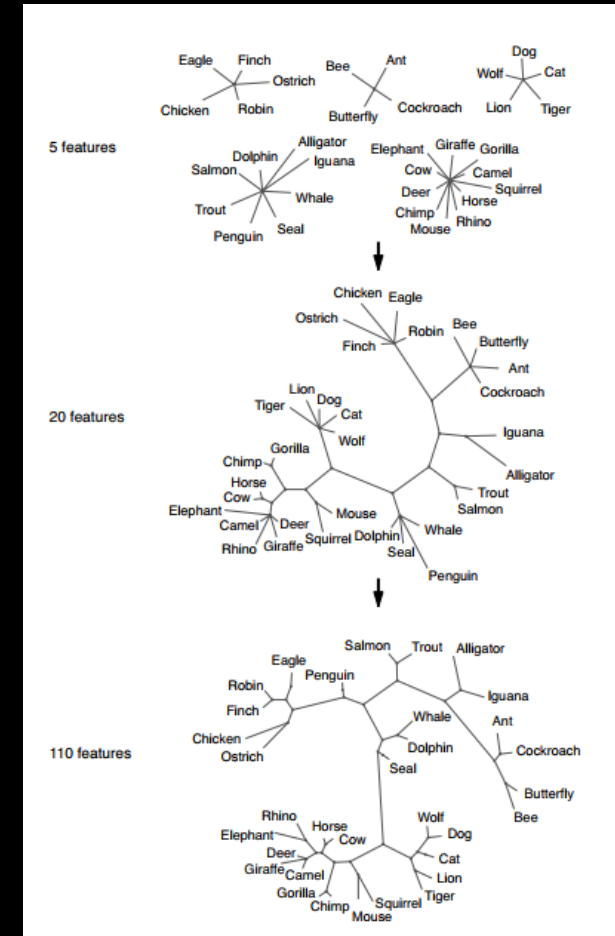 5 features
Eagle
Finch
Ostrich
Chicken
Robin
Bee
Ant
Butterfly
Cockroach
Dog
Wolf
Cat
Lion
Tiger
Alligator
Dolphin
Iguana
Salmon
Whale
Trout
Seal
Penguin
Elephant
Giraffe
Gorilla
Cow
Camel
Deer
Squirrel
Horse
Chimp
Rhino
Mouse
20 features
Chicken
Eagle
Ostrich
Robin
Finch
Bee
Butterfly
Ant
Cockroach
Lion
Dog
Tiger
Cat
Wolf
Iguana
Alligator
Gorilla
Chimp
Horse
Cow
Elephant
Camel
Deer
Rhino
Giraffe
Mouse
Squirrel
Dolphin
Whale
Seal
Penguin
Trout
Salmon
110 features
Salmon
Trout
Alligator
Eagle
Penguin
Robin
Iguana
Finch
Whale
Ant
Chicken
Dolphin
Cockroach
Ostrich
Seal
Butterfly
Bee
Rhino
Horse
Wolf
Elephant
Cow
Dog
Deer
Cat
Giraffe
Camel
Lion
Gorilla
Tiger
Chimp
Squirrel
Mouse